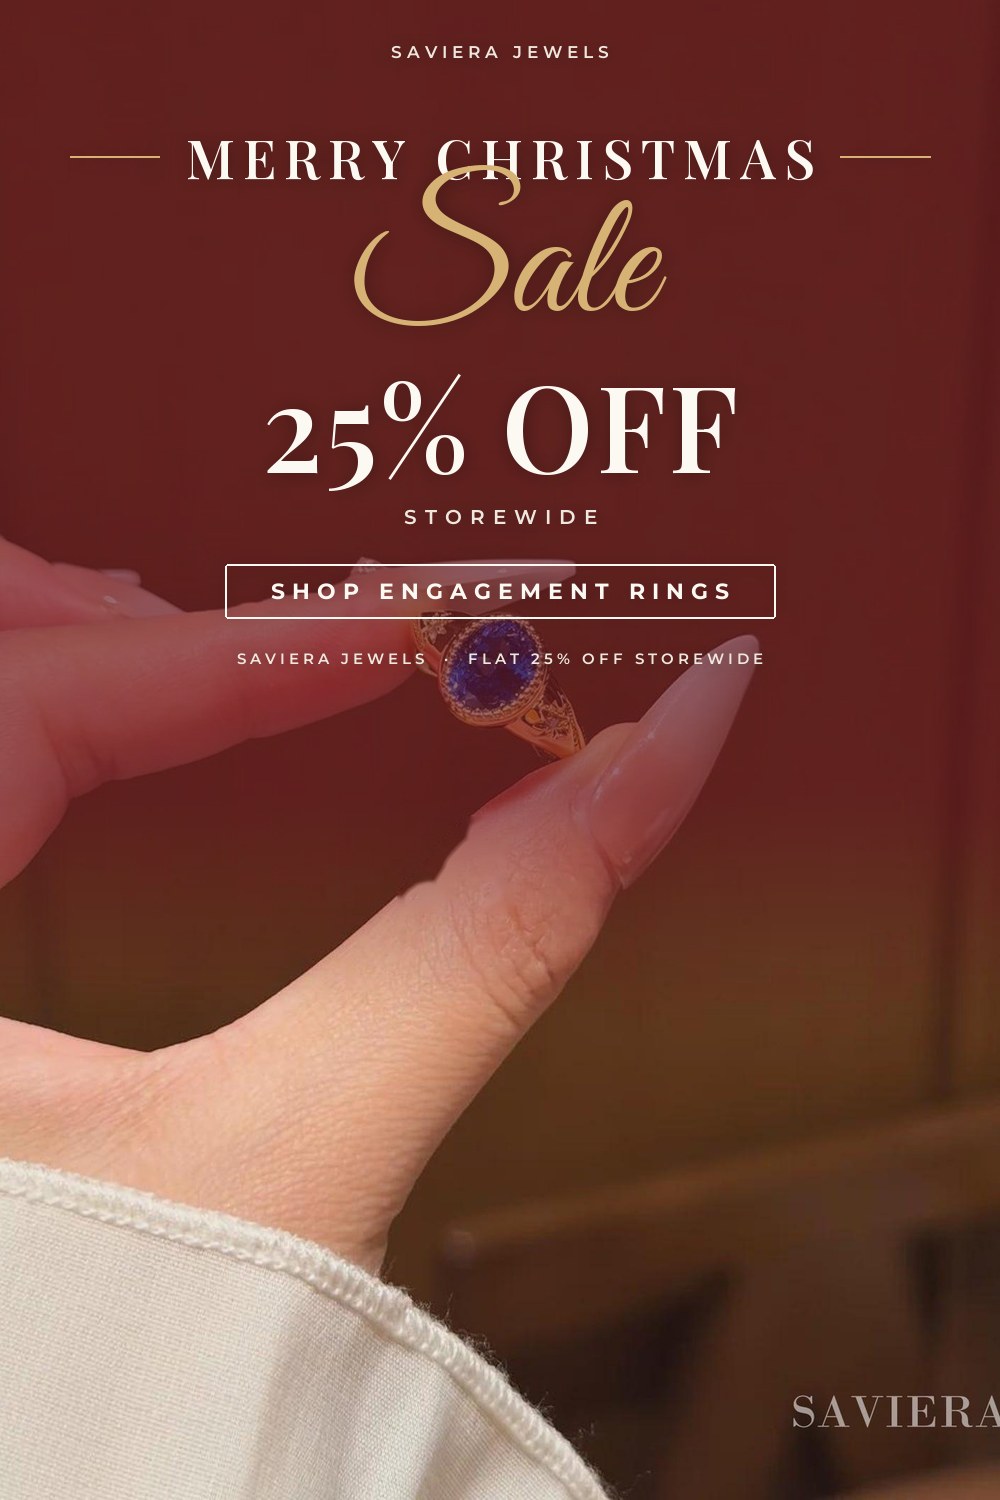 SAVIERA JEWELS
MERRY CHRISTMAS
Sale
25% OFF
STOREWIDE
SHOP ENGAGEMENT RINGS
SAVIERA JEWELS · FLAT 25% OFF STOREWIDE
SAVIERA